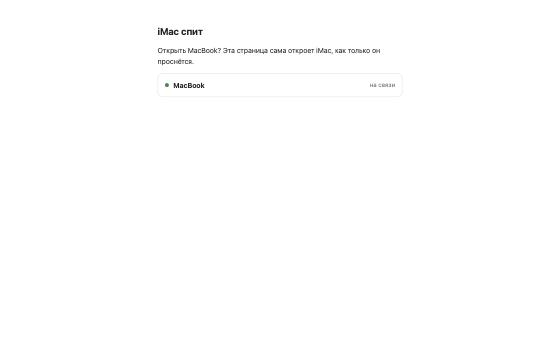 iMac спит
Открыть MacBook? Эта страница сама откроет iMac, как только он
проснётся.
MacBook
на связи